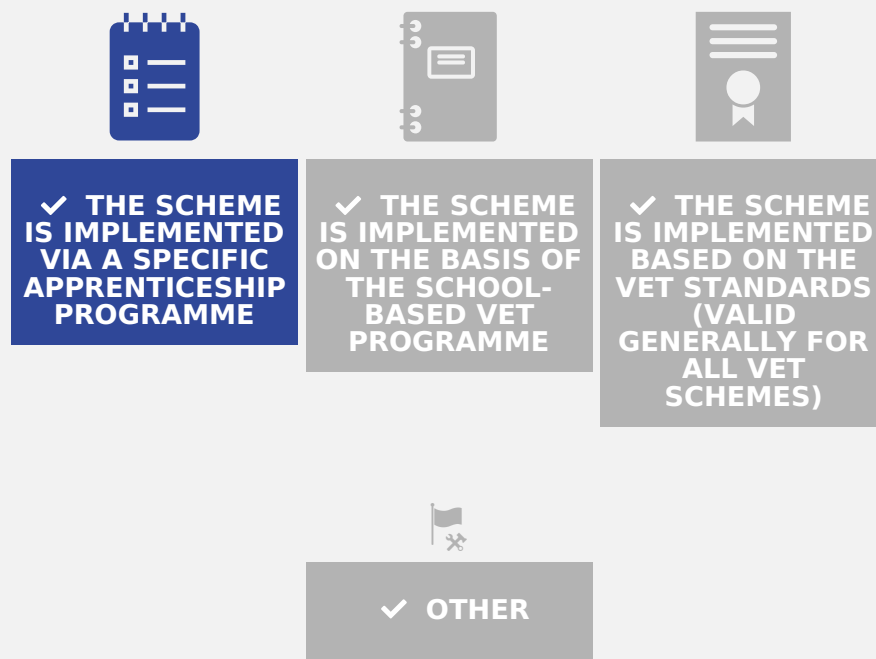 THE SCHEME
IS IMPLEMENTED
VIA A SPECIFIC
APPRENTICESHIP
PROGRAMME
THE SCHEME
IS IMPLEMENTED
ON THE BASIS OF
THE SCHOOL-
BASED VET
PROGRAMME
THE SCHEME
IS IMPLEMENTED
BASED ON THE
VET STANDARDS
(VALID
GENERALLY FOR
ALL VET
SCHEMES)
OTHER